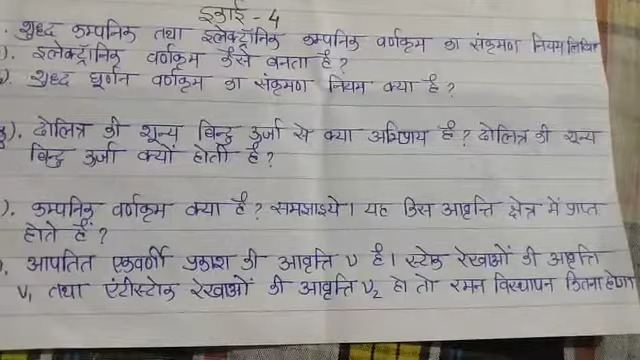 इकाई - 4
. शुध्द कम्पनिक तथा इलेक्ट्रॉनिक कम्पनिक वर्णक्रम का संक्रमण नियम लिखिए
). इलेक्ट्रॉनिक वर्णक्रम कैसे बनता है ?
). शुध्द घूर्णन वर्णक्रम का संक्रमण नियम क्या है ?
). दोलित्र की शून्य बिन्दु उर्जा से क्या अभिप्राय है ? दोलित्र की शून्य
बिन्दु उर्जा क्यों होती है ?
). कम्पनिक वर्णक्रम क्या है ? समझाइये। यह किस आवृत्ति क्षेत्र में प्राप्त
होते हैं ?
. आपतित एकवर्णी प्रकाश की आवृत्ति ν है। स्टोक रेखाओं की आवृत्ति
ν₁ तथा एंटीस्टोक रेखाओं की आवृत्ति ν₂ हो तो रमन विस्थापन कितना होगा